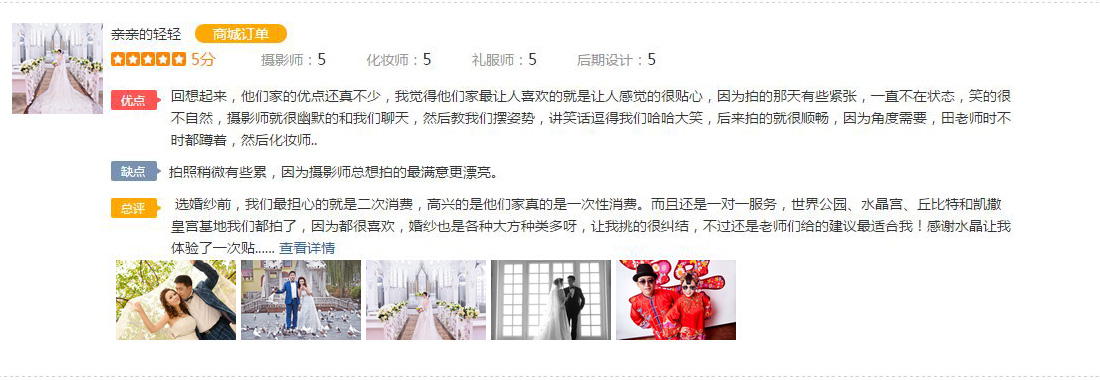 亲亲的轻轻 商城订单
5分 摄影师：5 化妆师：5 礼服师：5 后期设计：5
优点 回想起来，他们家的优点还真不少，我觉得他们家最让人喜欢的就是让人感觉的很贴心，因为拍的那天有些紧张，一直不在状态，笑的很
不自然，摄影师就很幽默的和我们聊天，然后教我们摆姿势，讲笑话逗得我们哈哈大笑，后来拍的就很顺畅，因为角度需要，田老师时不
时都蹲着，然后化妆师..
缺点 拍照稍微有些累，因为摄影师总想拍的最满意更漂亮。
总评 选婚纱前，我们最担心的就是二次消费，高兴的是他们家真的是一次性消费。而且还是一对一服务，世界公园、水晶宫、丘比特和凯撒
皇宫基地我们都拍了，因为都很喜欢，婚纱也是各种大方种类多呀，让我挑的很纠结，不过还是老师们给的建议最适合我！感谢水晶让我
体验了一次贴...... 查看详情